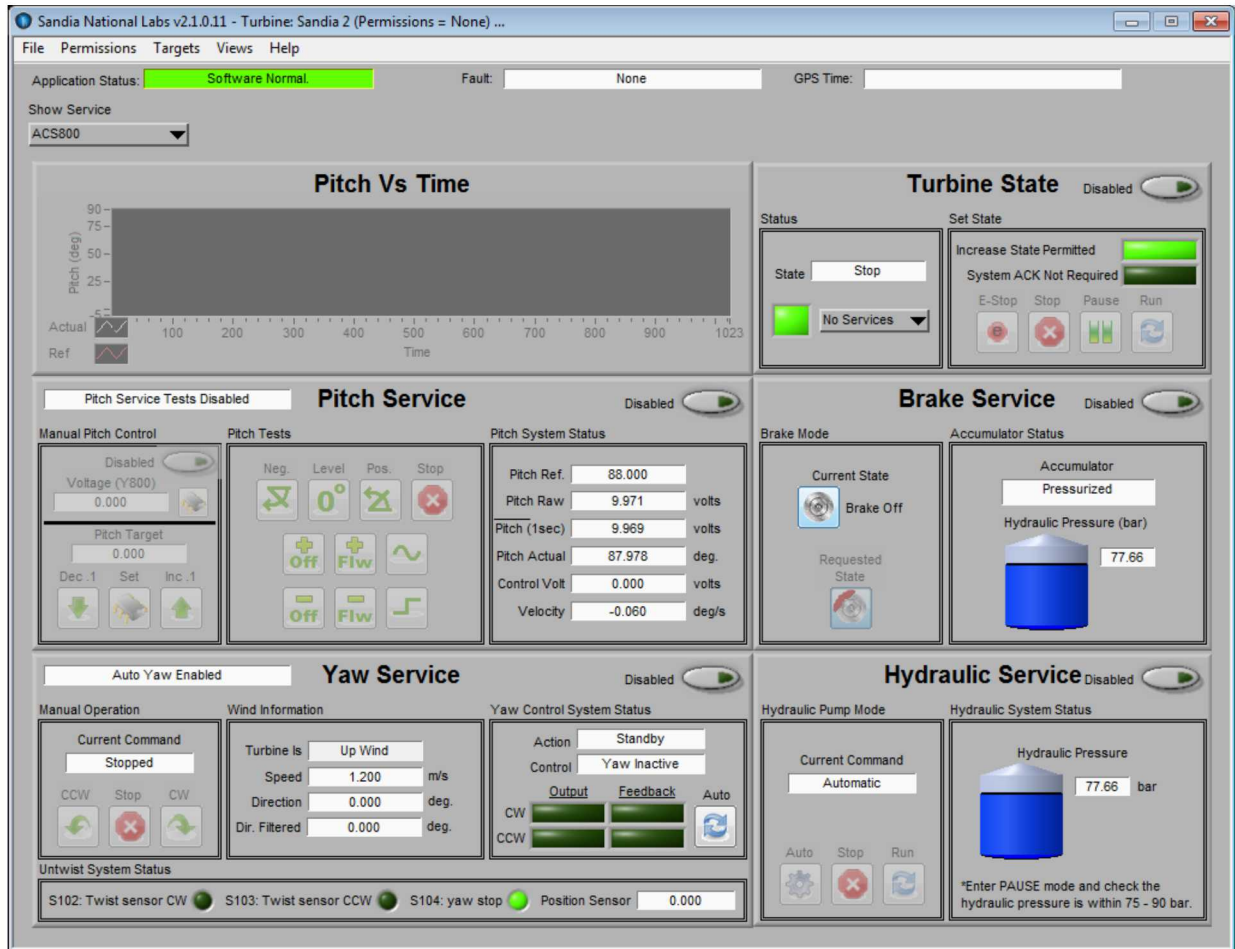 Sandia National Labs v2.1.0.11 - Turbine: Sandia 2 (Permissions = None) ...
File Permissions Targets Views Help
Application Status: Software Normal. Fault: None GPS Time:
Show Service
ACS800
Pitch Vs Time
90
75
50
25
-5
Pitch (deg)
100 200 300 400 500 600 700 800 900 1023
Time
Actual
Ref
Turbine State Disabled
Status
State Stop
No Services
Set State
Increase State Permitted
System ACK Not Required
E-Stop Stop Pause Run
e
Pitch Service Tests Disabled Pitch Service Disabled
Manual Pitch Control
Disabled
Voltage (Y800)
0.000
Pitch Target
0.000
Dec .1 Set Inc .1
Pitch Tests
Neg. Level Pos. Stop
0°
Off Flw
Off Flw
Pitch System Status
Pitch Ref. 88.000
Pitch Raw 9.971 volts
Pitch (1sec) 9.969 volts
Pitch Actual 87.978 deg.
Control Volt 0.000 volts
Velocity -0.060 deg/s
Brake Service Disabled
Brake Mode
Current State
Brake Off
Requested
State
Accumulator Status
Accumulator
Pressurized
Hydraulic Pressure (bar)
77.66
Auto Yaw Enabled Yaw Service Disabled
Manual Operation
Current Command
Stopped
CCW Stop CW
Wind Information
Turbine Is Up Wind
Speed 1.200 m/s
Direction 0.000 deg.
Dir. Filtered 0.000 deg.
Yaw Control System Status
Action Standby
Control Yaw Inactive
Output Feedback Auto
CW
CCW
Untwist System Status
S102: Twist sensor CW S103: Twist sensor CCW S104: yaw stop Position Sensor 0.000
Hydraulic Service Disabled
Hydraulic Pump Mode
Current Command
Automatic
Auto Stop Run
Hydraulic System Status
Hydraulic Pressure
77.66 bar
*Enter PAUSE mode and check the
hydraulic pressure is within 75 - 90 bar.